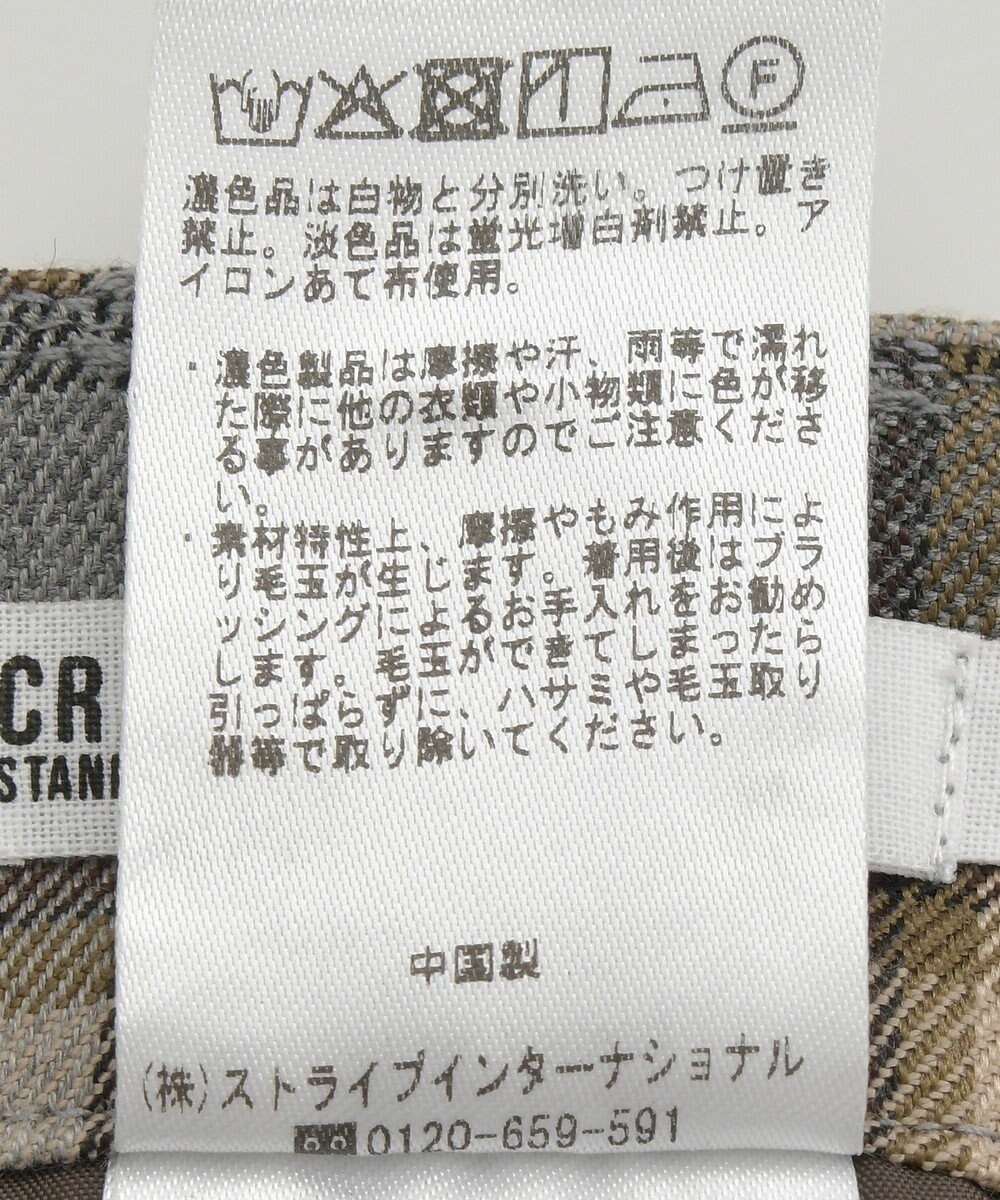 F
濃色品は白物と分別洗い。つけ置き
禁止。淡色品は蛍光増白剤禁止。ア
イロンあて布使用。
・濃色製品は摩擦や汗、雨等で濡れ
た際に他の衣類や小物類に色が移
る事がありますのでご注意くださ
い。
・素材特性上、摩擦やもみ作用によ
り毛玉が生じます。着用後はブラ
ッシングによるお手入れをお勧め
します。毛玉ができてしまったら
引っぱらずに、ハサミや毛玉取り
器等で取り除いてください。
CR
STAN
中国製
(株)ストライプインターナショナル
0120-659-591